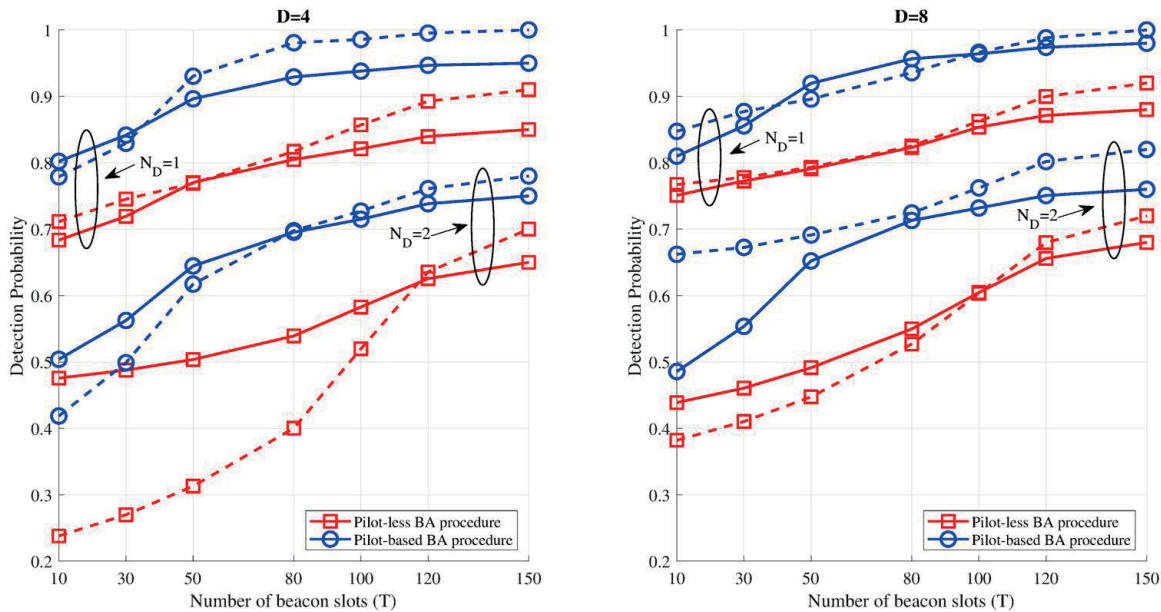 D=4
Detection Probability
1
0.9
0.8
0.7
0.6
0.5
0.4
0.3
0.2
N_D=1
N_D=2
Pilot-less BA procedure
Pilot-based BA procedure
10 30 50 80 100 120 150
Number of beacon slots (T)
D=8
Detection Probability
1
0.9
0.8
0.7
0.6
0.5
0.4
0.3
0.2
N_D=1
N_D=2
Pilot-less BA procedure
Pilot-based BA procedure
10 30 50 80 100 120 150
Number of beacon slots (T)